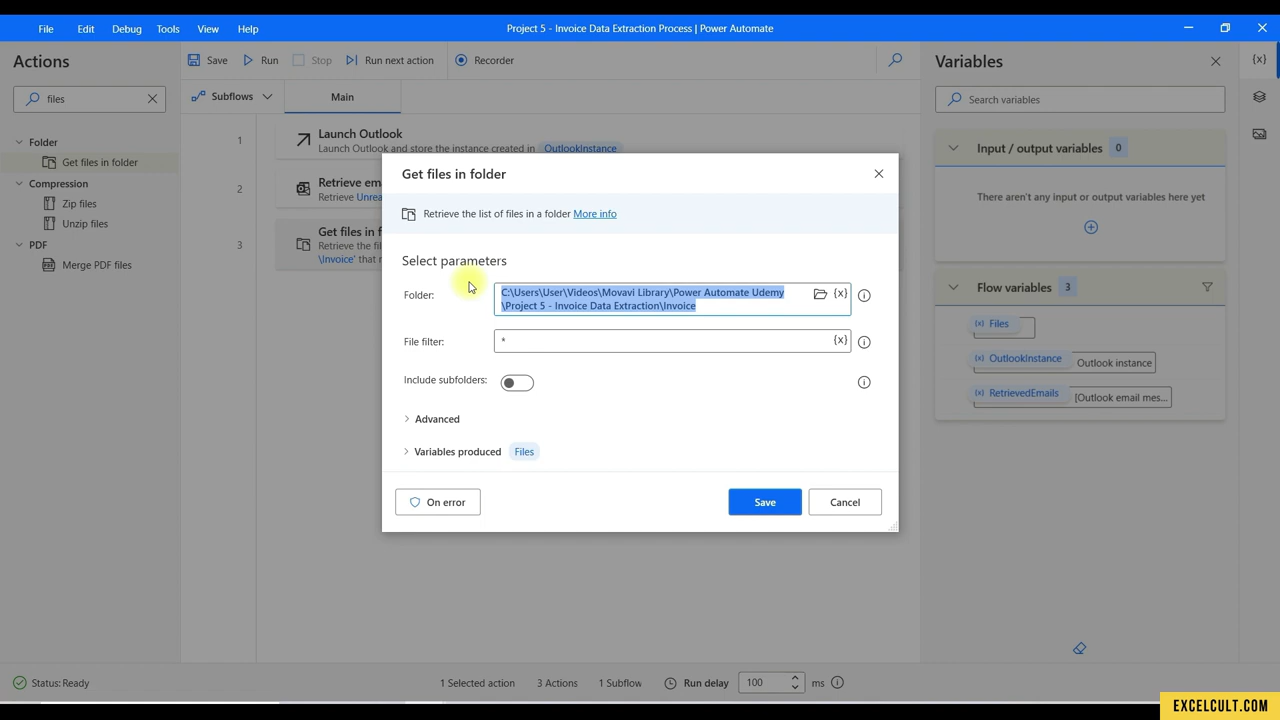 File Edit Debug Tools View Help
Project 5 - Invoice Data Extraction Process | Power Automate
Actions
files
Folder
Get files in folder
Compression
Zip files
Unzip files
PDF
Merge PDF files
Save Run Stop Run next action Recorder
Subflows Main
1
Launch Outlook
Launch Outlook and store the instance created in OutlookInstance
2
Retrieve ema
Retrieve Unrea
3
Get files in f
Retrieve the file
\Invoice' that m
Get files in folder
Retrieve the list of files in a folder More info
Select parameters
Folder:
C:\Users\User\Videos\Movavi Library\Power Automate Udemy
\Project 5 - Invoice Data Extraction\Invoice
{x}
File filter:
*
{x}
Include subfolders:
Advanced
Variables produced Files
On error
Save
Cancel
Variables
{x}
Search variables
Input / output variables 0
There aren't any input or output variables here yet
Flow variables 3
{x} Files
{x} OutlookInstance Outlook instance
{x} RetrievedEmails [Outlook email mes...
Status: Ready
1 Selected action
3 Actions
1 Subflow
Run delay
100
ms
EXCELCULT.COM